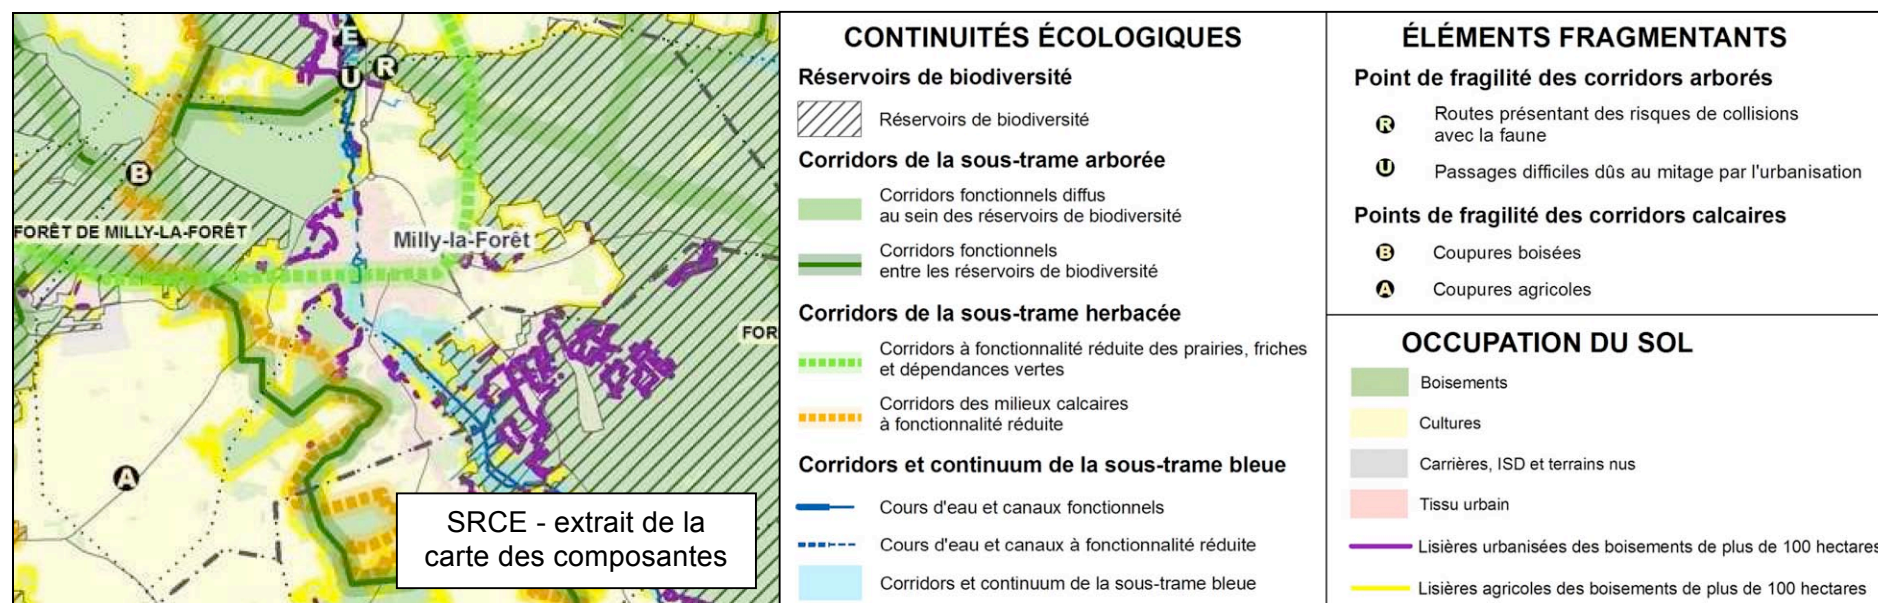 E
U
R
B
FORÊT DE MILLY-LA-FORÊT
Milly-la-Forêt
FOR
A
SRCE - extrait de la
carte des composantes
CONTINUITÉS ÉCOLOGIQUES
Réservoirs de biodiversité
Réservoirs de biodiversité
Corridors de la sous-trame arborée
Corridors fonctionnels diffus
au sein des réservoirs de biodiversité
Corridors fonctionnels
entre les réservoirs de biodiversité
Corridors de la sous-trame herbacée
Corridors à fonctionnalité réduite des prairies, friches
et dépendances vertes
Corridors des milieux calcaires
à fonctionnalité réduite
Corridors et continuum de la sous-trame bleue
Cours d'eau et canaux fonctionnels
Cours d'eau et canaux à fonctionnalité réduite
Corridors et continuum de la sous-trame bleue
ÉLÉMENTS FRAGMENTANTS
Point de fragilité des corridors arborés
R Routes présentant des risques de collisions
avec la faune
U Passages difficiles dûs au mitage par l'urbanisation
Points de fragilité des corridors calcaires
B Coupures boisées
A Coupures agricoles
OCCUPATION DU SOL
Boisements
Cultures
Carrières, ISD et terrains nus
Tissu urbain
Lisières urbanisées des boisements de plus de 100 hectares
Lisières agricoles des boisements de plus de 100 hectares